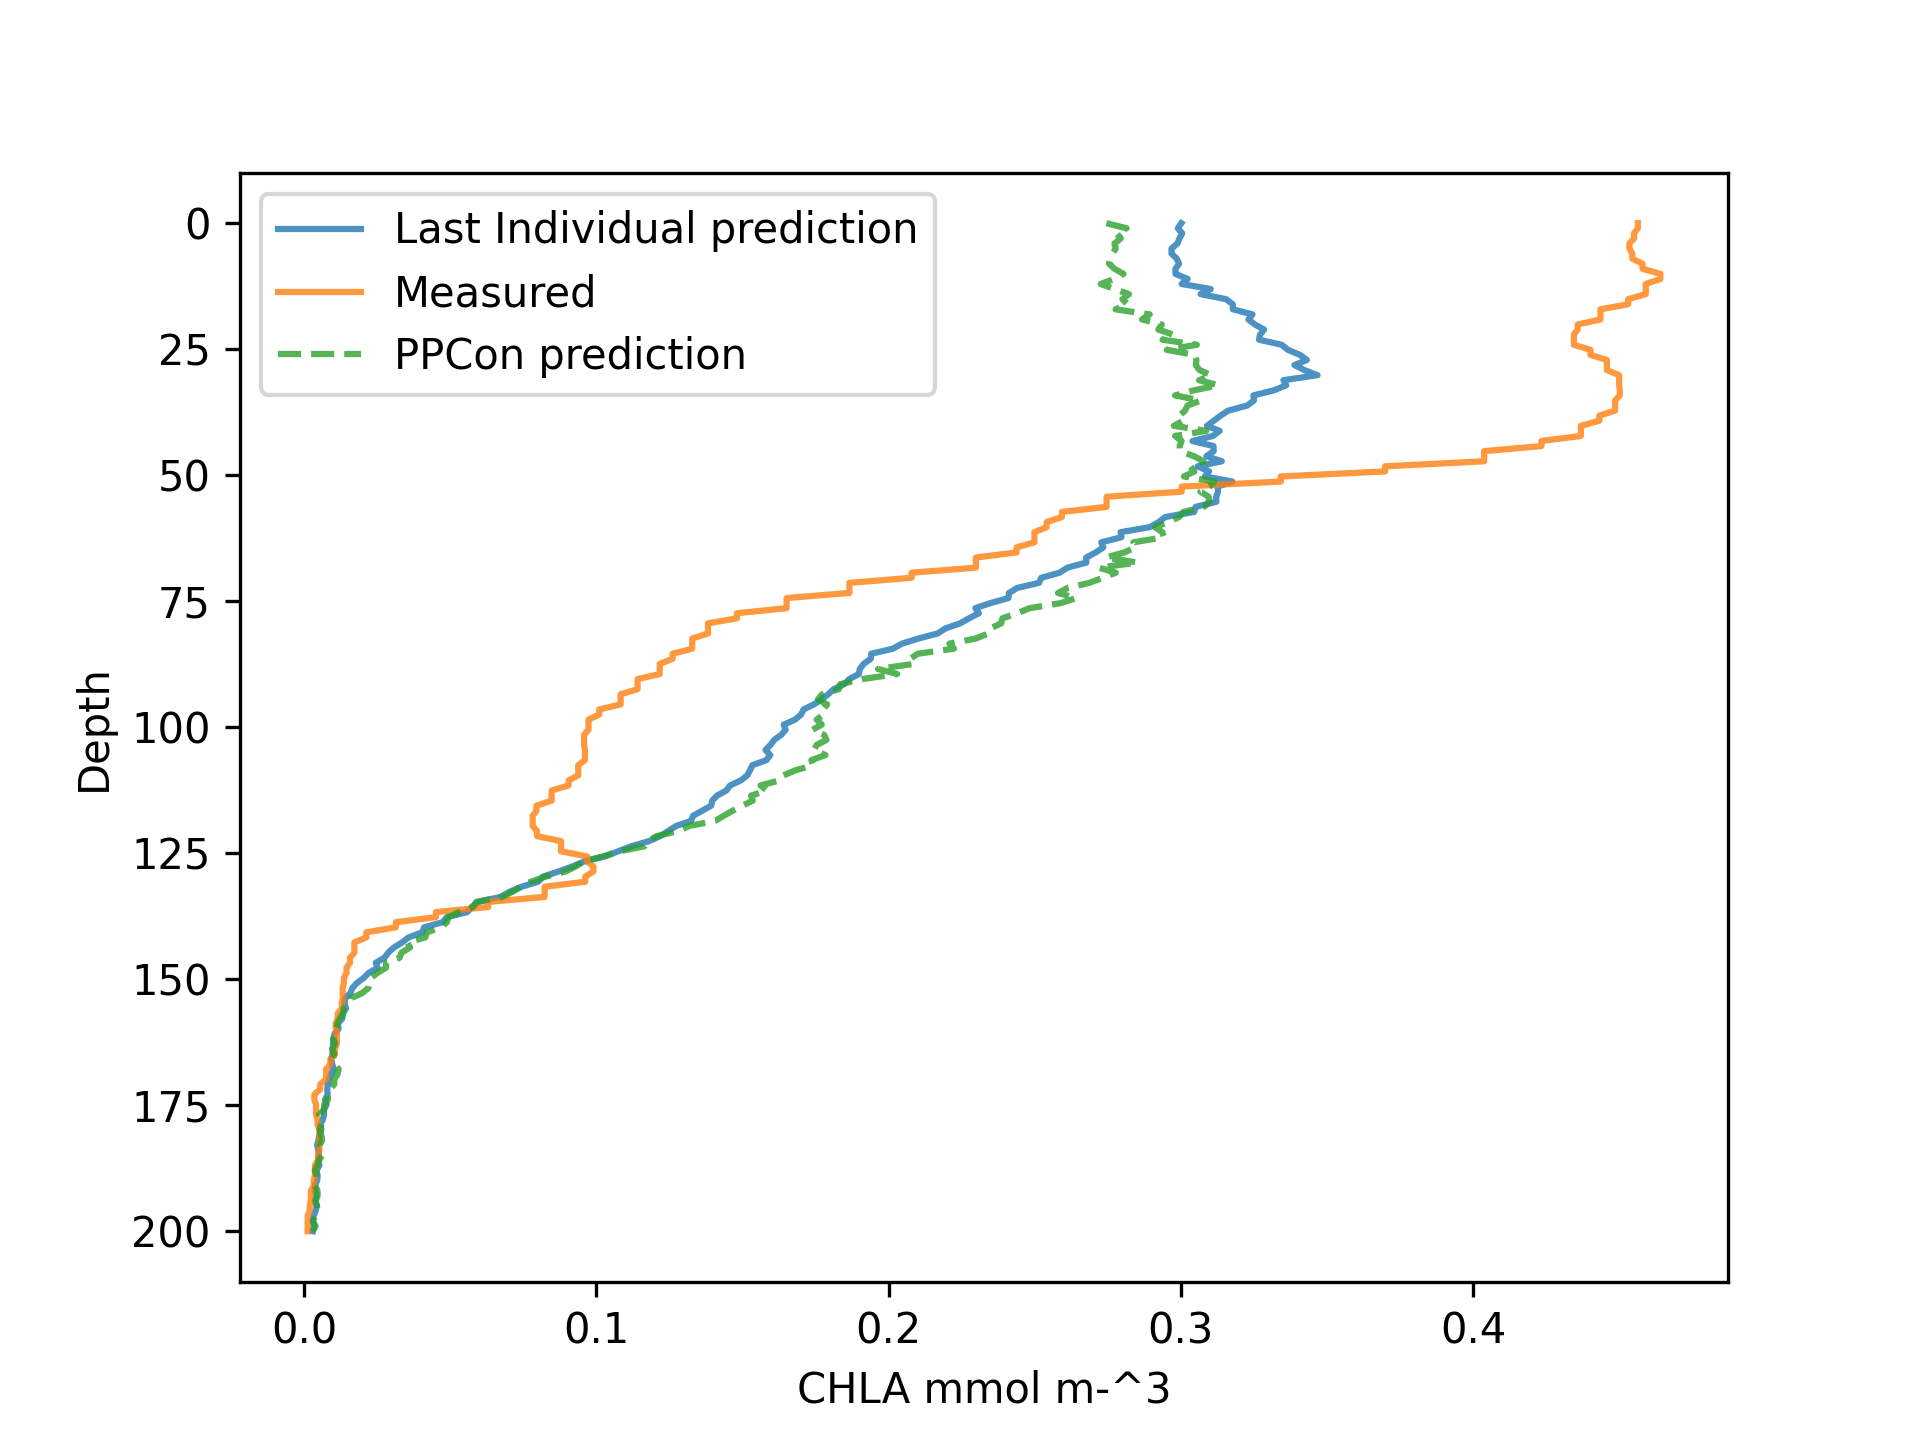 Last Individual prediction
Measured
PPCon prediction
0
25
50
75
100
125
150
175
200
Depth
0.0 0.1 0.2 0.3 0.4
CHLA mmol m-^3